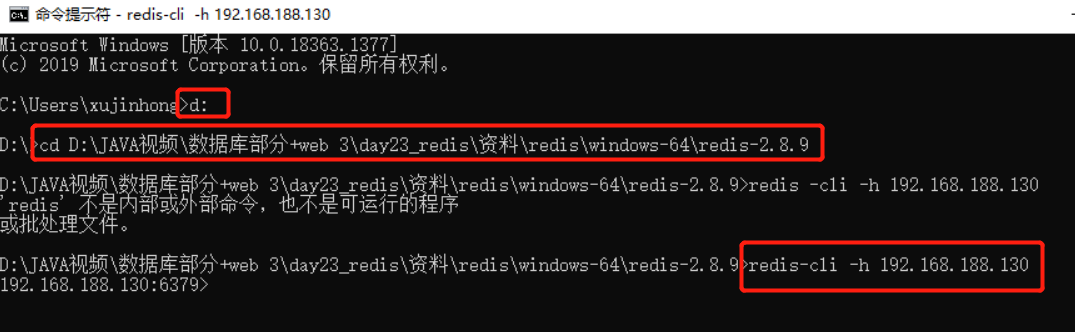 命令提示符 - redis-cli -h 192.168.188.130
Microsoft Windows [版本 10.0.18363.1377]
(c) 2019 Microsoft Corporation。保留所有权利。
C:\Users\xujinhong>d:
D:\>cd D:\JAVA视频\数据库部分+web 3\day23_redis\资料\redis\windows-64\redis-2.8.9
D:\JAVA视频\数据库部分+web 3\day23_redis\资料\redis\windows-64\redis-2.8.9>redis -cli -h 192.168.188.130
'redis' 不是内部或外部命令，也不是可运行的程序
或批处理文件。
D:\JAVA视频\数据库部分+web 3\day23_redis\资料\redis\windows-64\redis-2.8.9>redis-cli -h 192.168.188.130
192.168.188.130:6379>